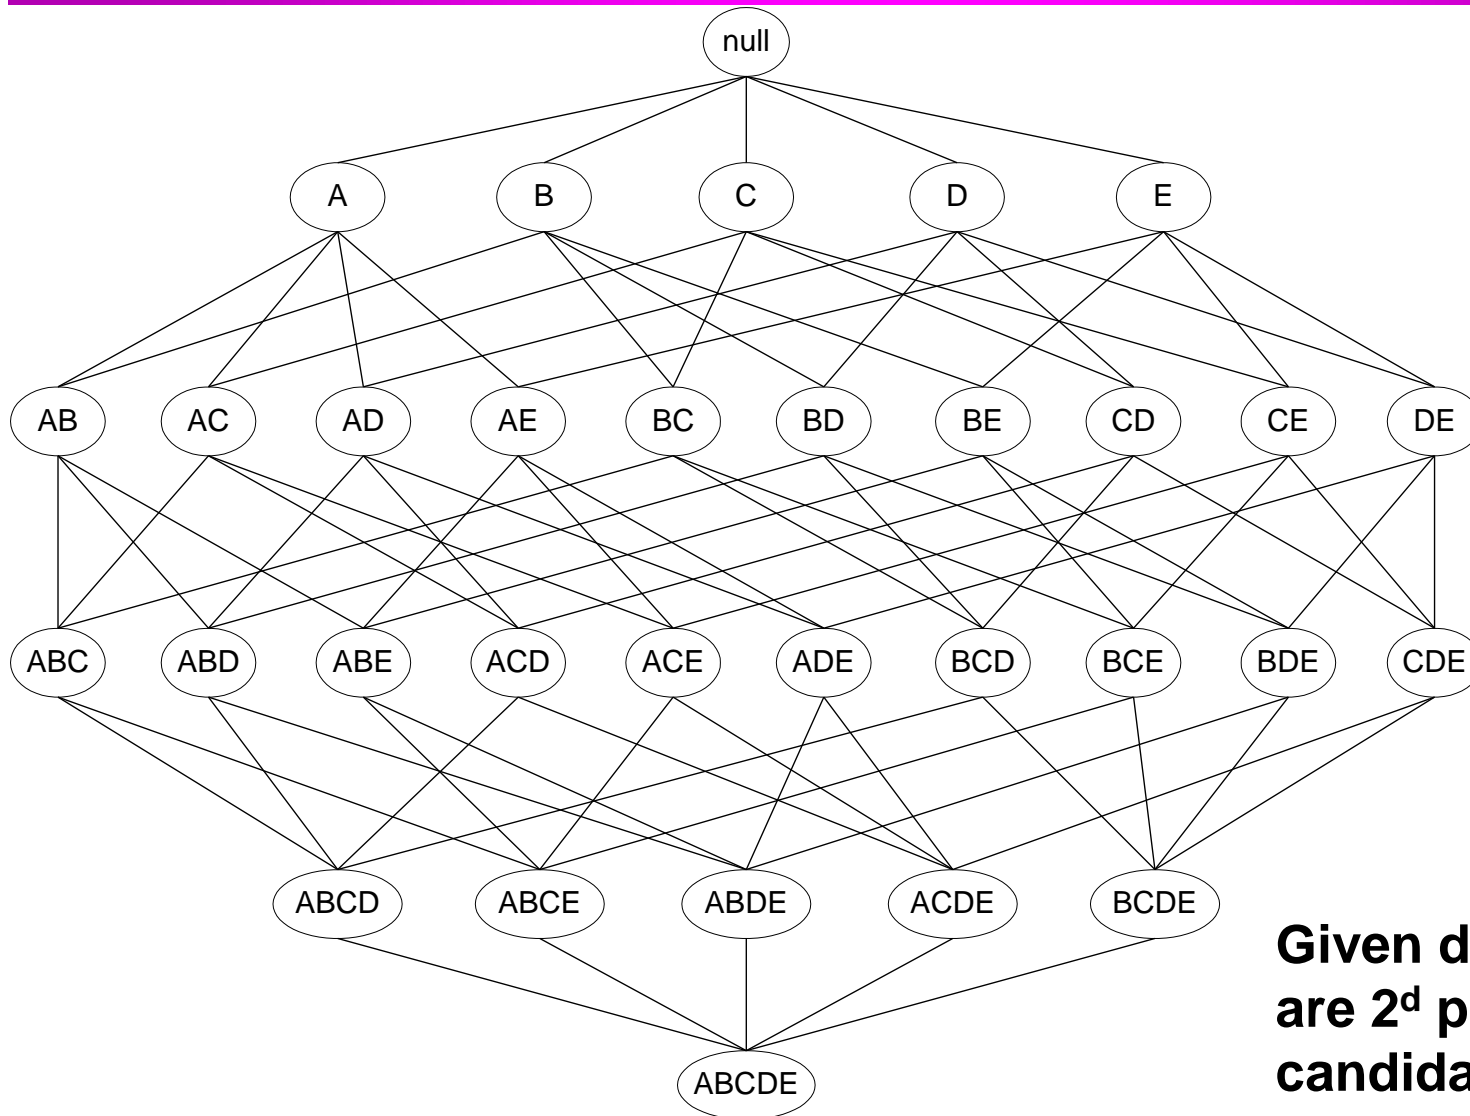 null
A B C D E
AB AC AD AE BC BD BE CD CE DE
ABC ABD ABE ACD ACE ADE BCD BCE BDE CDE
ABCD ABCE ABDE ACDE BCDE
ABCDE
Given d
are 2ᵈ p
candida